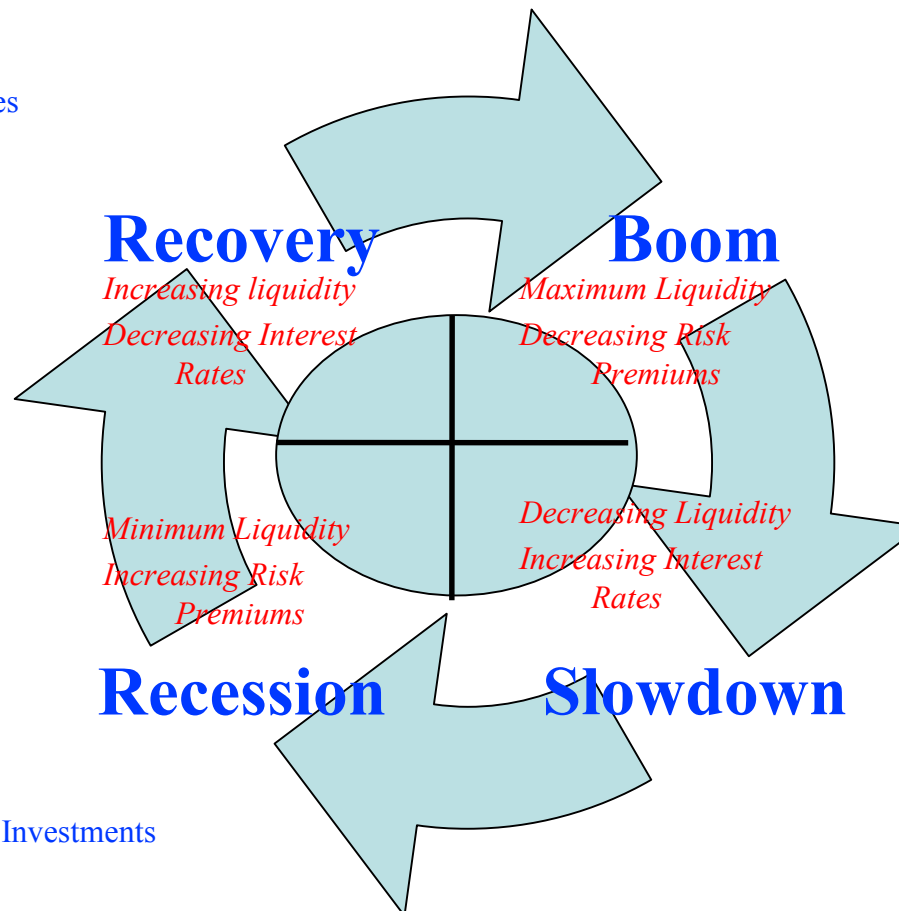 es
Recovery
Increasing liquidity
Decreasing Interest
Rates
Boom
Maximum Liquidity
Decreasing Risk
Premiums
Minimum Liquidity
Increasing Risk
Premiums
Recession
Decreasing Liquidity
Increasing Interest
Rates
Slowdown
Investments